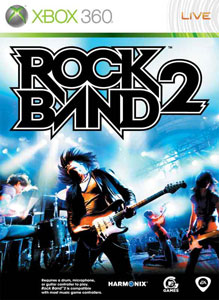 XBOX 360
LIVE
ROCK
BAND 2
Requires a drum, microphone,
or guitar controller to play.
Rock Band 2 is compatible
with most music game controllers.
HARMONIX
GAMES
EA